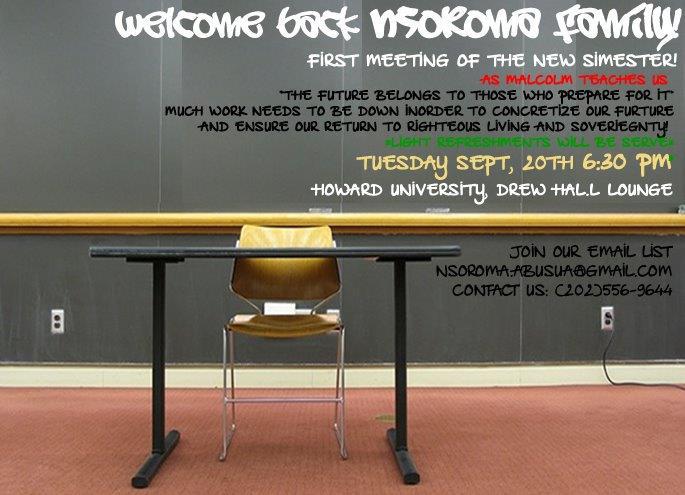 welcome back NSOROMA family
FIRST MEETING OF THE NEW SIMESTER!
AS MALCOLM TEACHES US
"THE FUTURE BELONGS TO THOSE WHO PREPARE FOR IT"
MUCH WORK NEEDS TO BE DOWN INORDER TO CONCRETIZE OUR FURTURE
AND ENSURE OUR RETURN TO RIGHTEOUS LIVING AND SOVERIEGNTY!
*LIGHT REFRESHMENTS WILL BE SERVE*
TUESDAY SEPT, 20TH 6:30 PM
HOWARD UNIVERSITY, DREW HAL.L LOUNGE
JOIN OUR EMAIL LIST
NSOROMA.ABUSUA@GMAIL.COM
CONTACT US: (202)556-9644